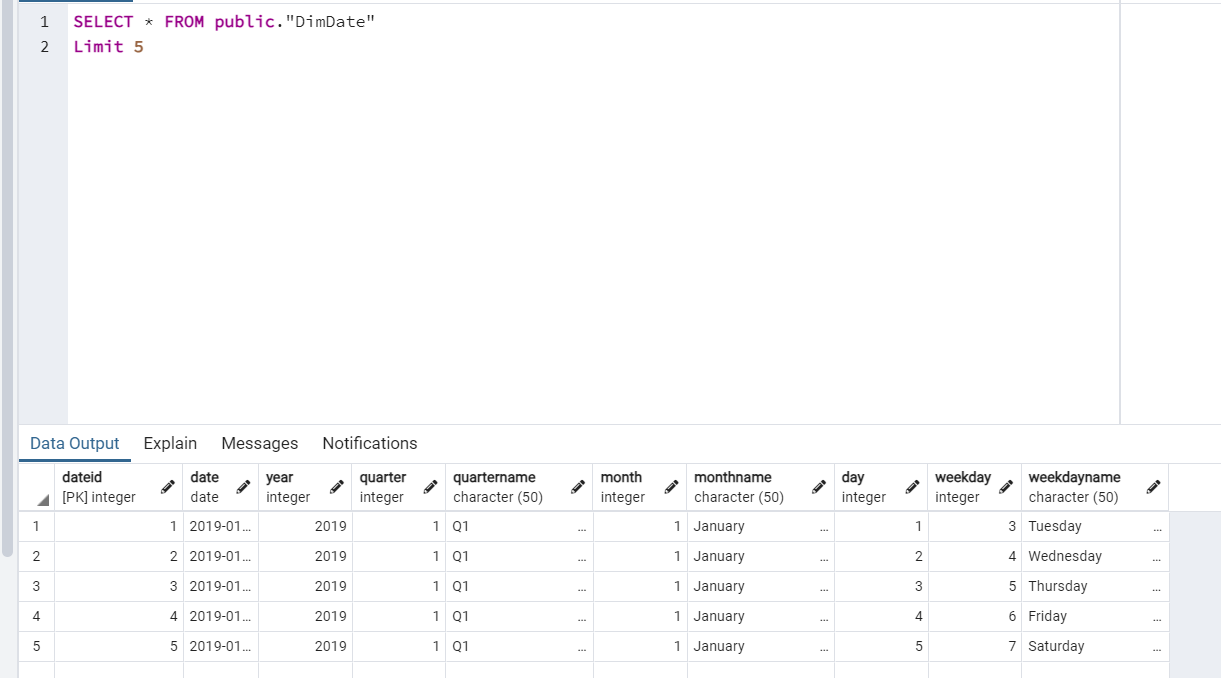 1 SELECT * FROM public."DimDate"
2 Limit 5
Data Output Explain Messages Notifications
dateid date year quarter quartername month monthname day weekday weekdayname
[PK] integer date integer integer character (50) integer character (50) integer integer character (50)
1 1 2019-01... 2019 1 Q1 ... 1 January ... 1 3 Tuesday ...
2 2 2019-01... 2019 1 Q1 ... 1 January ... 2 4 Wednesday ...
3 3 2019-01... 2019 1 Q1 ... 1 January ... 3 5 Thursday ...
4 4 2019-01... 2019 1 Q1 ... 1 January ... 4 6 Friday ...
5 5 2019-01... 2019 1 Q1 ... 1 January ... 5 7 Saturday ...